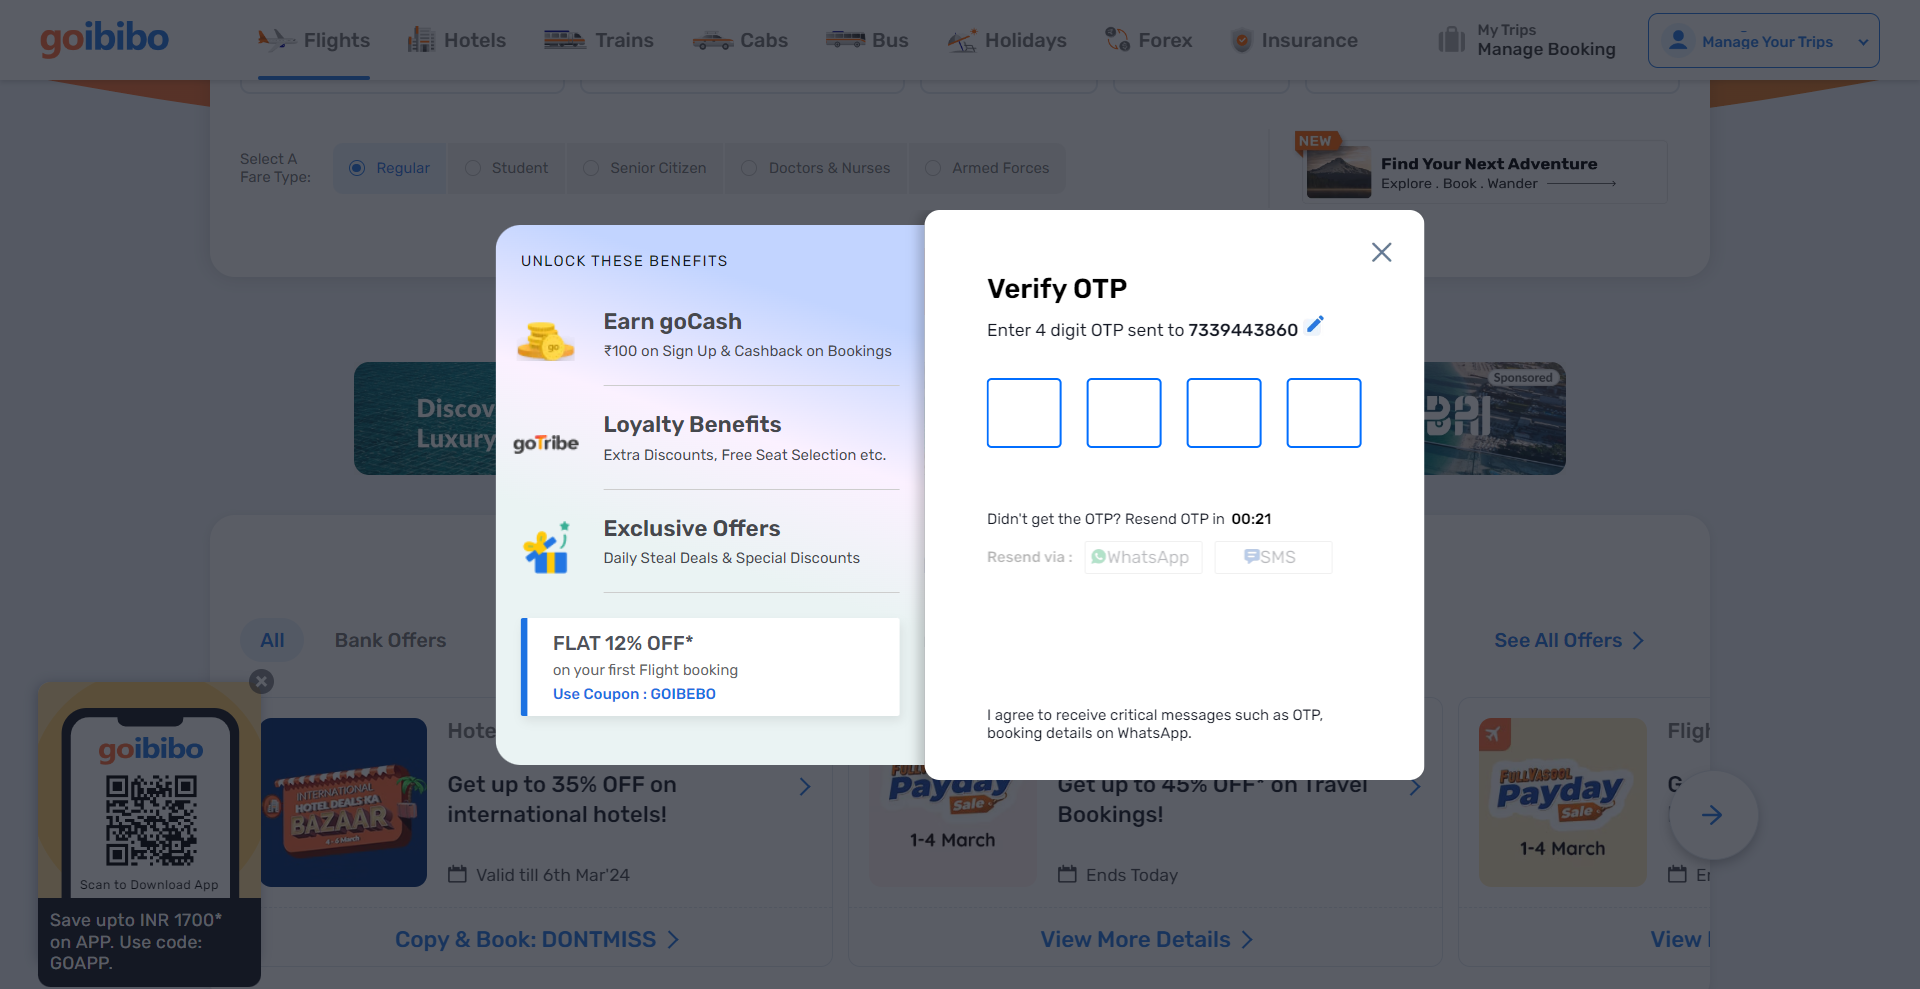 goibibo
Flights
Hotels
Trains
Cabs
Bus
Holidays
Forex
Insurance
My Trips
Manage Booking
Manage Your Trips
Select A
Fare Type:
Regular
Student
Senior Citizen
Doctors & Nurses
Armed Forces
NEW
Find Your Next Adventure
Explore . Book . Wander
UNLOCK THESE BENEFITS
Earn goCash
₹100 on Sign Up & Cashback on Bookings
goTribe
Loyalty Benefits
Extra Discounts, Free Seat Selection etc.
Exclusive Offers
Daily Steal Deals & Special Discounts
FLAT 12% OFF*
on your first Flight booking
Use Coupon : GOIBEBO
Verify OTP
Enter 4 digit OTP sent to 7339443860
Didn't get the OTP? Resend OTP in 00:21
Resend via :
WhatsApp
SMS
I agree to receive critical messages such as OTP,
booking details on WhatsApp.
Discov
Luxury
Sponsored
All
Bank Offers
See All Offers
goibibo
Scan to Download App
Save upto INR 1700*
on APP. Use code:
GOAPP.
INTERNATIONAL
HOTEL DEALS KA
BAZAAR
4 - 6 March
Hote
Get up to 35% OFF on
international hotels!
Valid till 6th Mar'24
Copy & Book: DONTMISS
Payday
Sale
1-4 March
Get up to 45% OFF* on Travel
Bookings!
Ends Today
View More Details
FULLVASOOL
Payday
Sale
1-4 March
Fligh
G
View